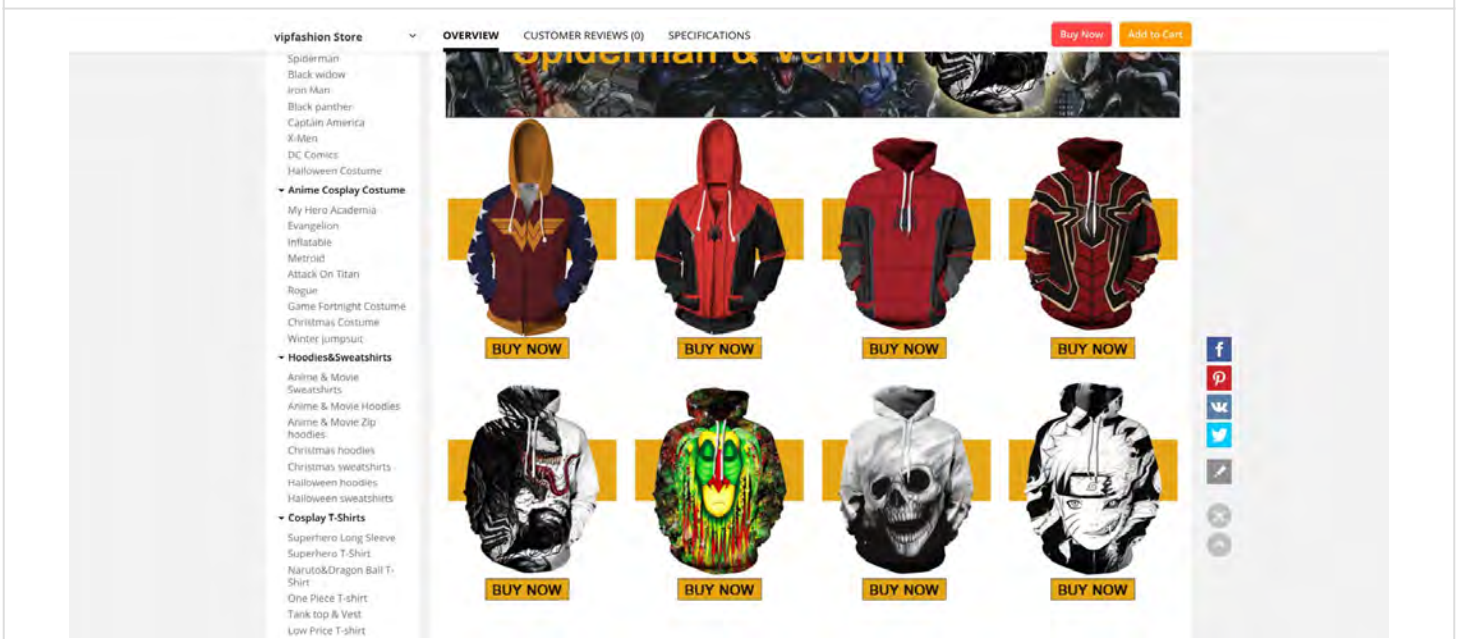 vipfashion Store
OVERVIEW
CUSTOMER REVIEWS (0)
SPECIFICATIONS
Buy Now
Add to Cart
Spiderman & Venom
Spiderman
Black widow
Iron Man
Black panther
Captain America
X-Men
DC Comics
Halloween Costume
Anime Cosplay Costume
My Hero Academia
Evangelion
Inflatable
Metroid
Attack On Titan
Rogue
Game Fortnight Costume
Christmas Costume
Winter jumpsuit
Hoodies&Sweatshirts
Anime & Movie
Sweatshirts
Anime & Movie Hoodies
Anime & Movie Zip
hoodies
Christmas hoodies
Christmas sweatshirts
Halloween hoodies
Halloween sweatshirts
Cosplay T-Shirts
Superhero Long Sleeve
Superhero T-Shirt
Naruto&Dragon Ball T-
Shirt
One Piece T-shirt
Tank top & Vest
Low Price T-shirt
BUY NOW
BUY NOW
BUY NOW
BUY NOW
BUY NOW
BUY NOW
BUY NOW
BUY NOW